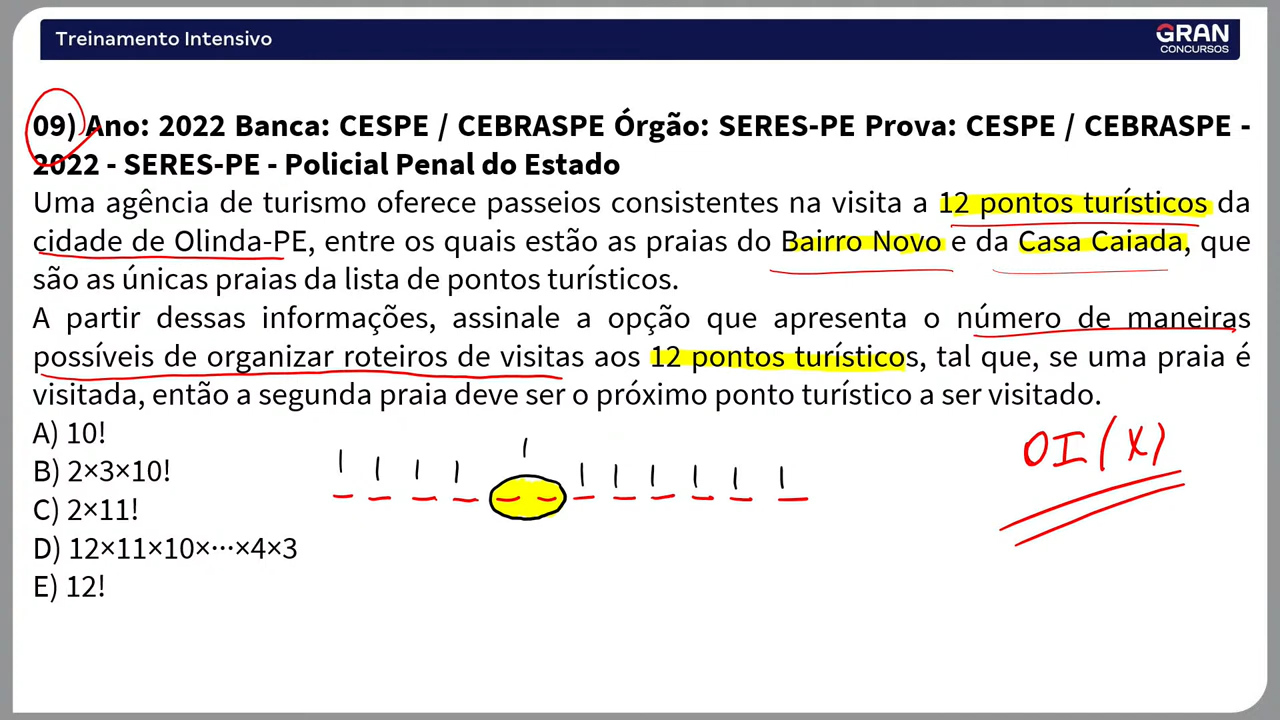 Treinamento Intensivo
GRAN
CONCURSOS
09) Ano: 2022 Banca: CESPE / CEBRASPE Órgão: SERES-PE Prova: CESPE / CEBRASPE -
2022 - SERES-PE - Policial Penal do Estado
Uma agência de turismo oferece passeios consistentes na visita a 12 pontos turísticos da
cidade de Olinda-PE, entre os quais estão as praias do Bairro Novo e da Casa Caiada, que
são as únicas praias da lista de pontos turísticos.
A partir dessas informações, assinale a opção que apresenta o número de maneiras
possíveis de organizar roteiros de visitas aos 12 pontos turísticos, tal que, se uma praia é
visitada, então a segunda praia deve ser o próximo ponto turístico a ser visitado.
A) 10!
B) 2×3×10!
C) 2×11!
D) 12×11×10×···×4×3
E) 12!
OI (X)
| | | | | | | | | | |